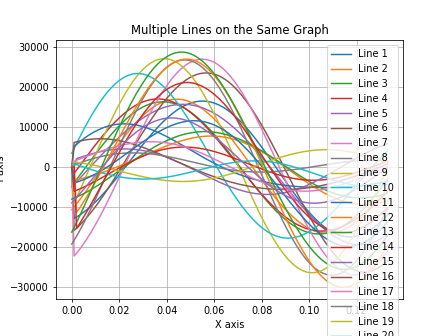 Multiple Lines on the Same Graph
30000
20000
10000
0
−10000
−20000
−30000
0.00 0.02 0.04 0.06 0.08 0.10
X axis
Line 1
Line 2
Line 3
Line 4
Line 5
Line 6
Line 7
Line 8
Line 9
Line 10
Line 11
Line 12
Line 13
Line 14
Line 15
Line 16
Line 17
Line 18
Line 19
Line 20